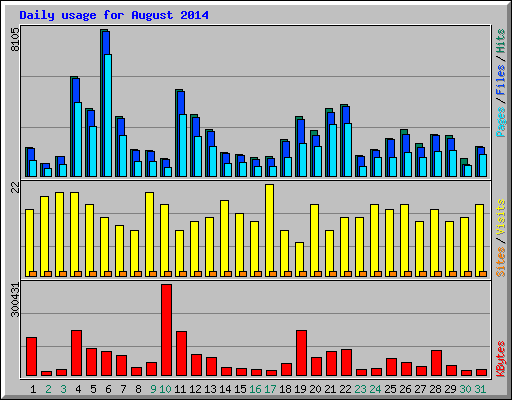 Daily usage for August 2014
8105
Pages / Files / Hits
22
Sites / Visits
300431
KBytes
1 2 3 4 5 6 7 8 9 10 11 12 13 14 15 16 17 18 19 20 21 22 23 24 25 26 27 28 29 30 31